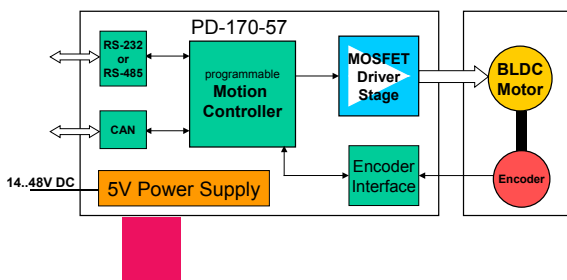 PD-170-57
RS-232
or
RS-485
programmable
Motion
Controller
MOSFET
Driver
Stage
BLDC
Motor
CAN
Encoder
Interface
Encoder
14..48V DC
5V Power Supply